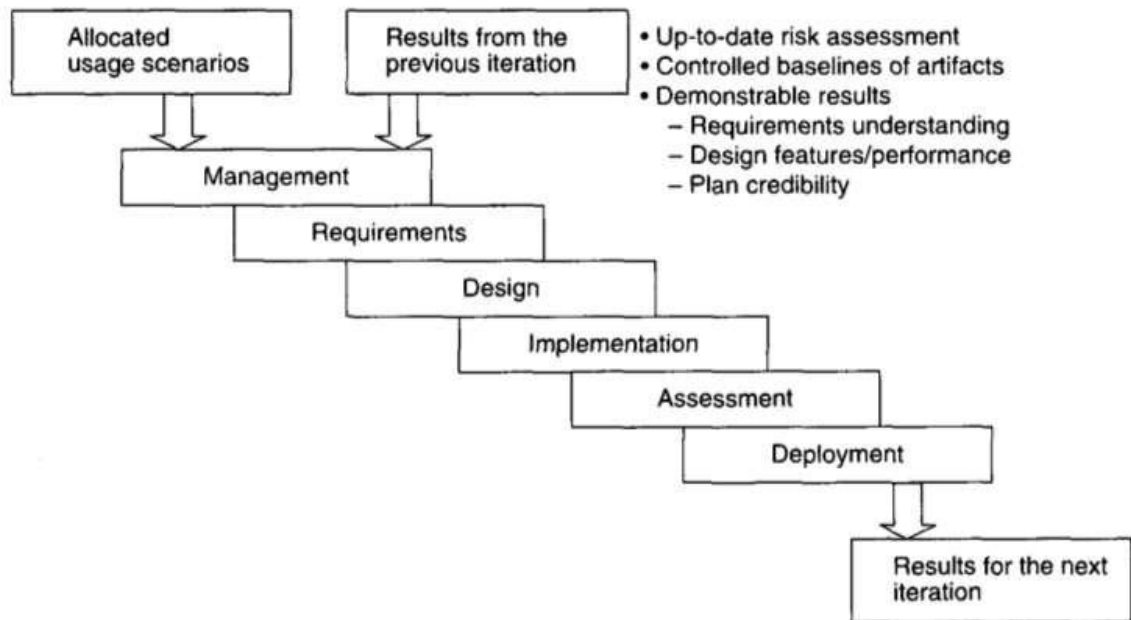 Allocated
usage scenarios
Results from the
previous iteration
• Up-to-date risk assessment
• Controlled baselines of artifacts
• Demonstrable results
– Requirements understanding
– Design features/performance
– Plan credibility
Management
Requirements
Design
Implementation
Assessment
Deployment
Results for the next
iteration